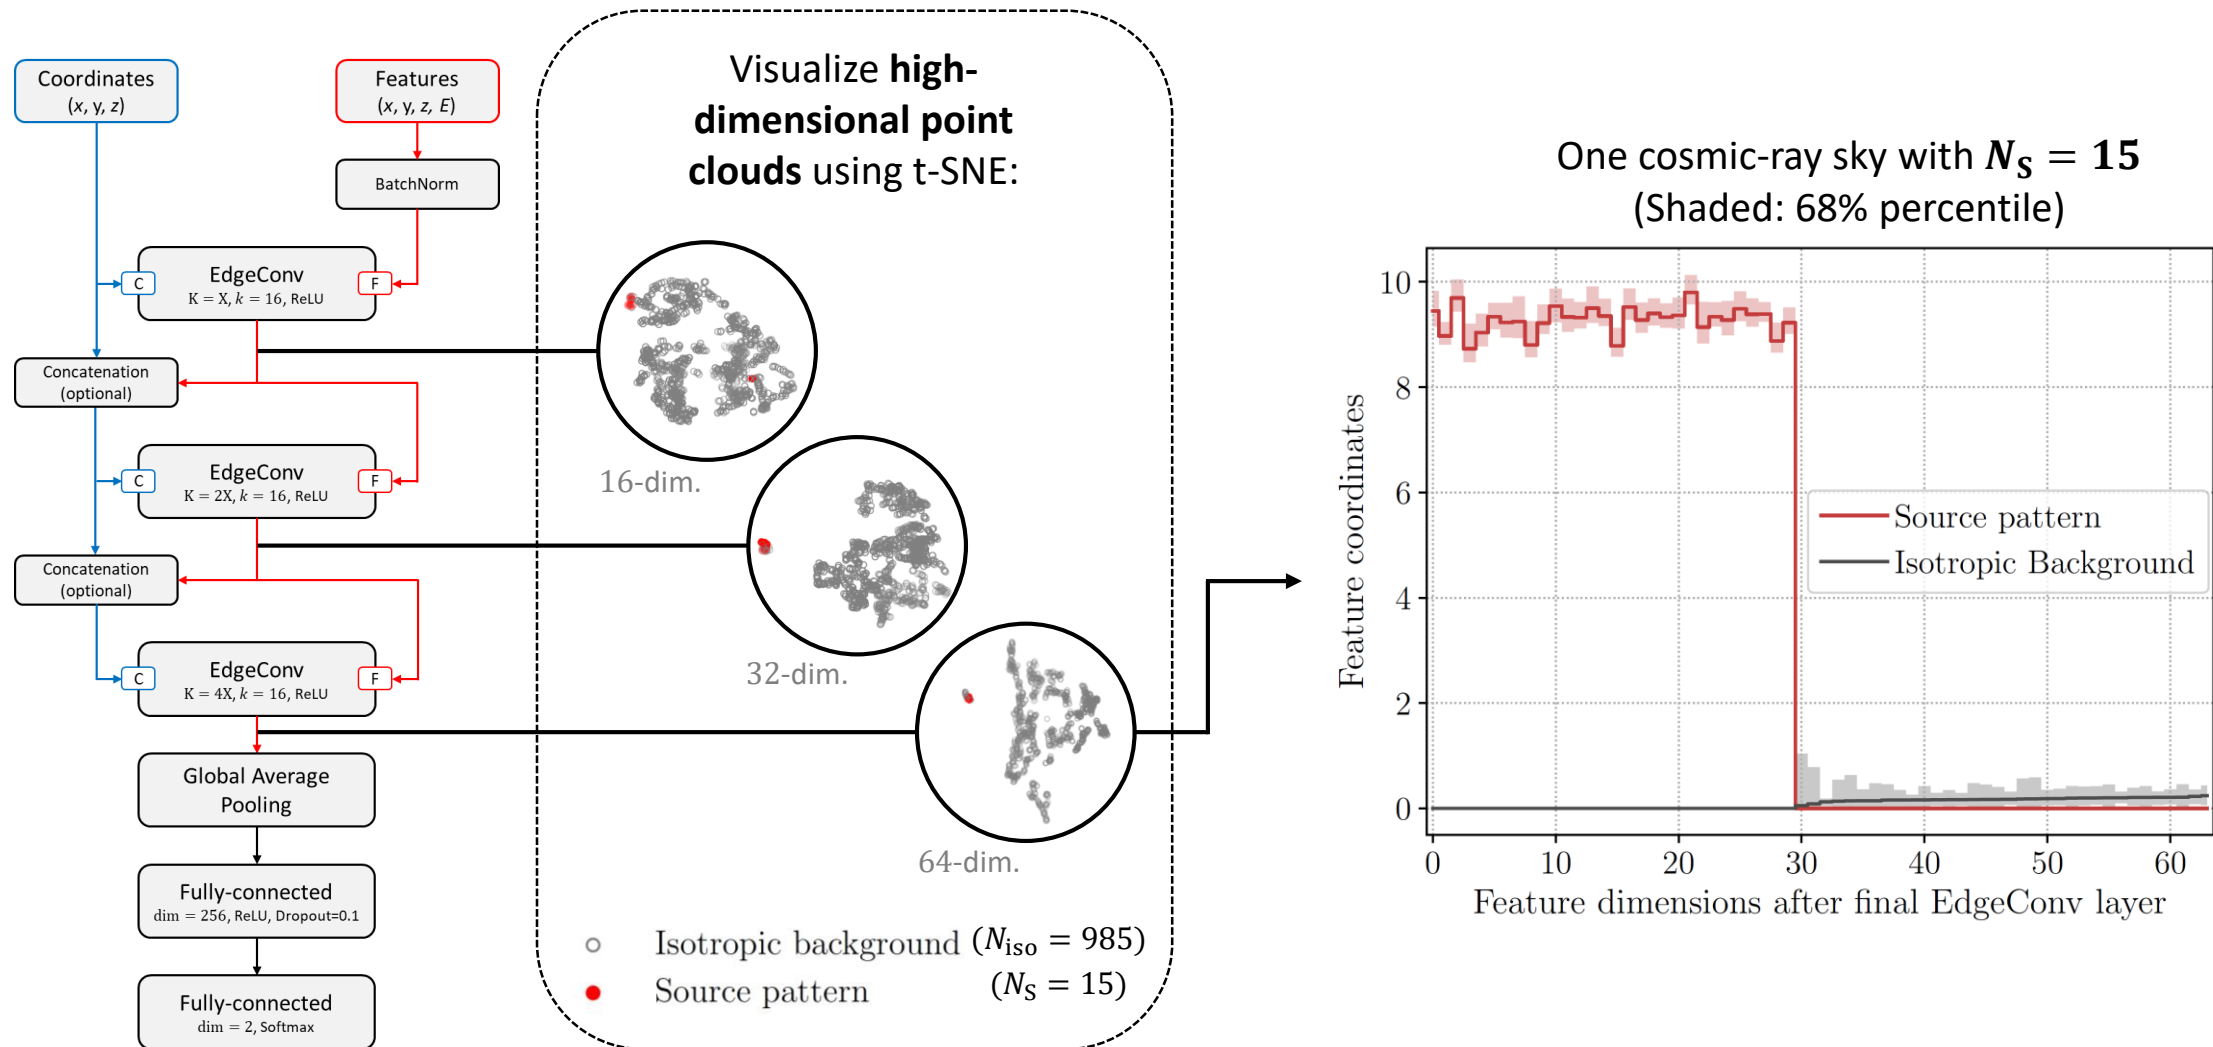 Coordinates
(x, y, z)
Features
(x, y, z, E)
BatchNorm
EdgeConv
K = X, k = 16, ReLU
C
F
Concatenation
(optional)
EdgeConv
K = 2X, k = 16, ReLU
C
F
Concatenation
(optional)
EdgeConv
K = 4X, k = 16, ReLU
C
F
Global Average
Pooling
Fully-connected
dim = 256, ReLU, Dropout=0.1
Fully-connected
dim = 2, Softmax
Visualize high-
dimensional point
clouds using t-SNE:
16-dim.
32-dim.
64-dim.
Isotropic background (N_iso = 985)
Source pattern (N_S = 15)
One cosmic-ray sky with N_S = 15
(Shaded: 68% percentile)
Feature coordinates
10
8
6
4
2
0
Source pattern
Isotropic Background
0 10 20 30 40 50 60
Feature dimensions after final EdgeConv layer